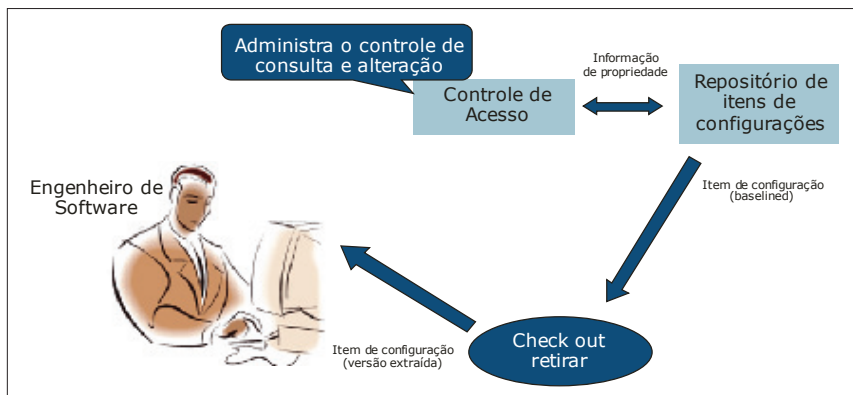 Administra o controle de
consulta e alteração
Controle de
Acesso
Informação
de propriedade
Repositório de
itens de
configurações
Engenheiro de
Software
Item de configuração
(baselined)
Item de configuração
(versão extraída)
Check out
retirar